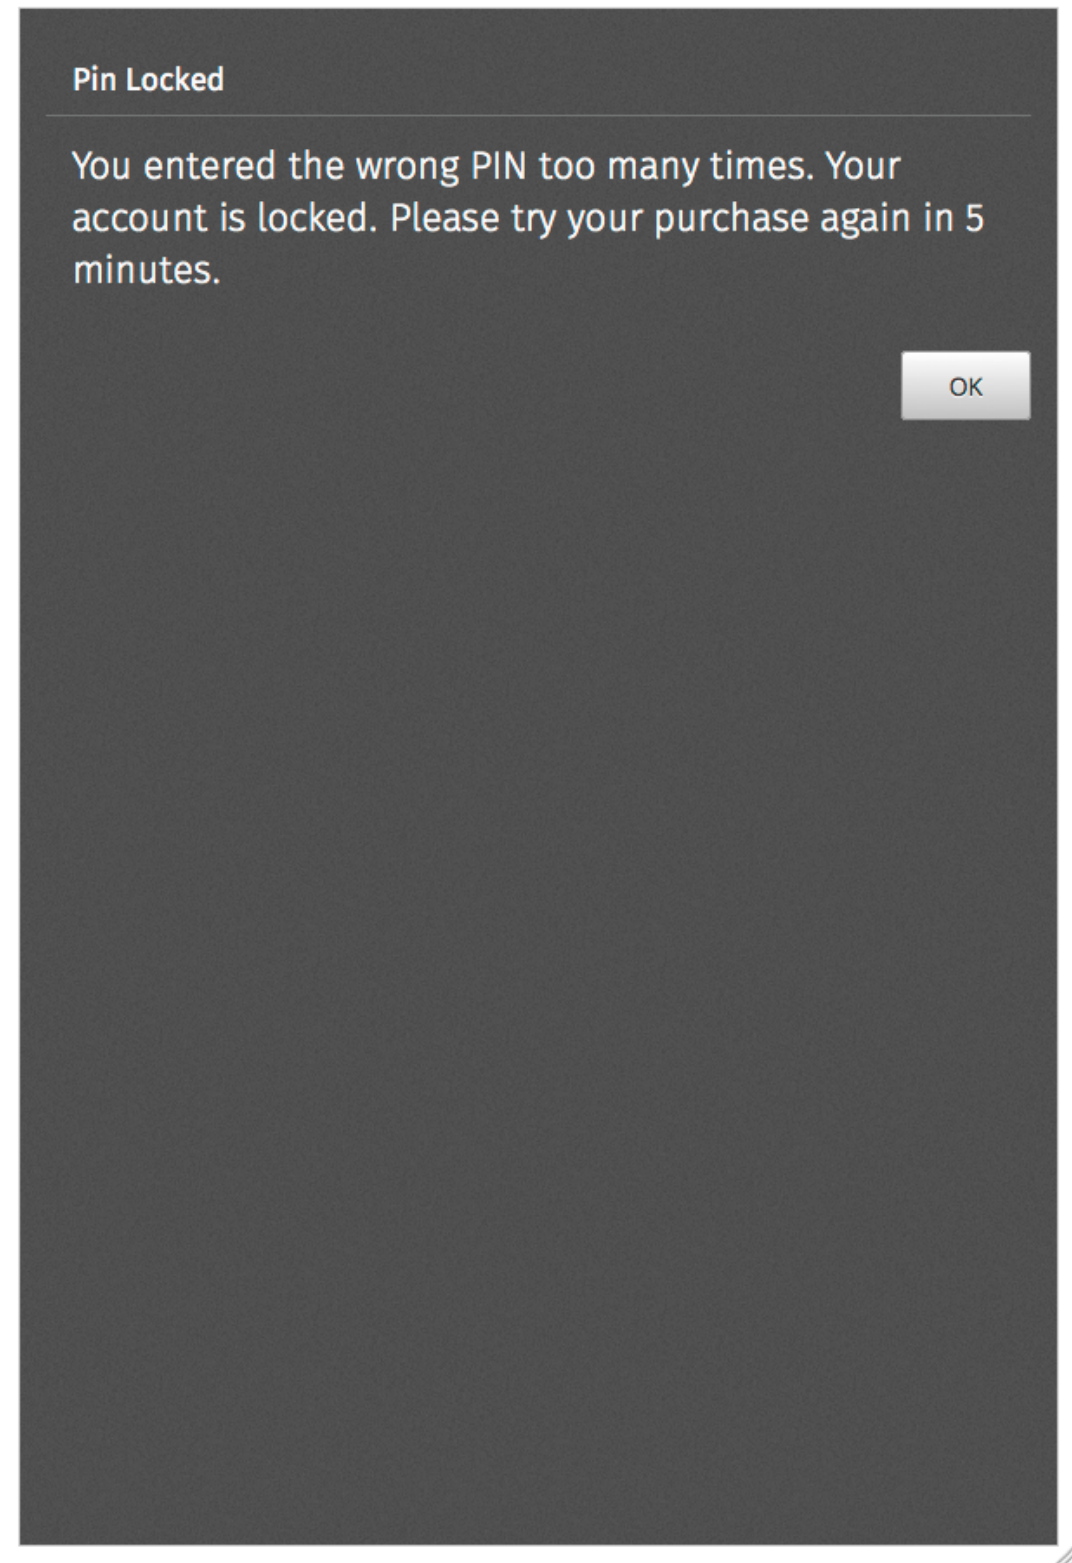 Pin Locked
You entered the wrong PIN too many times. Your
account is locked. Please try your purchase again in 5
minutes.
OK